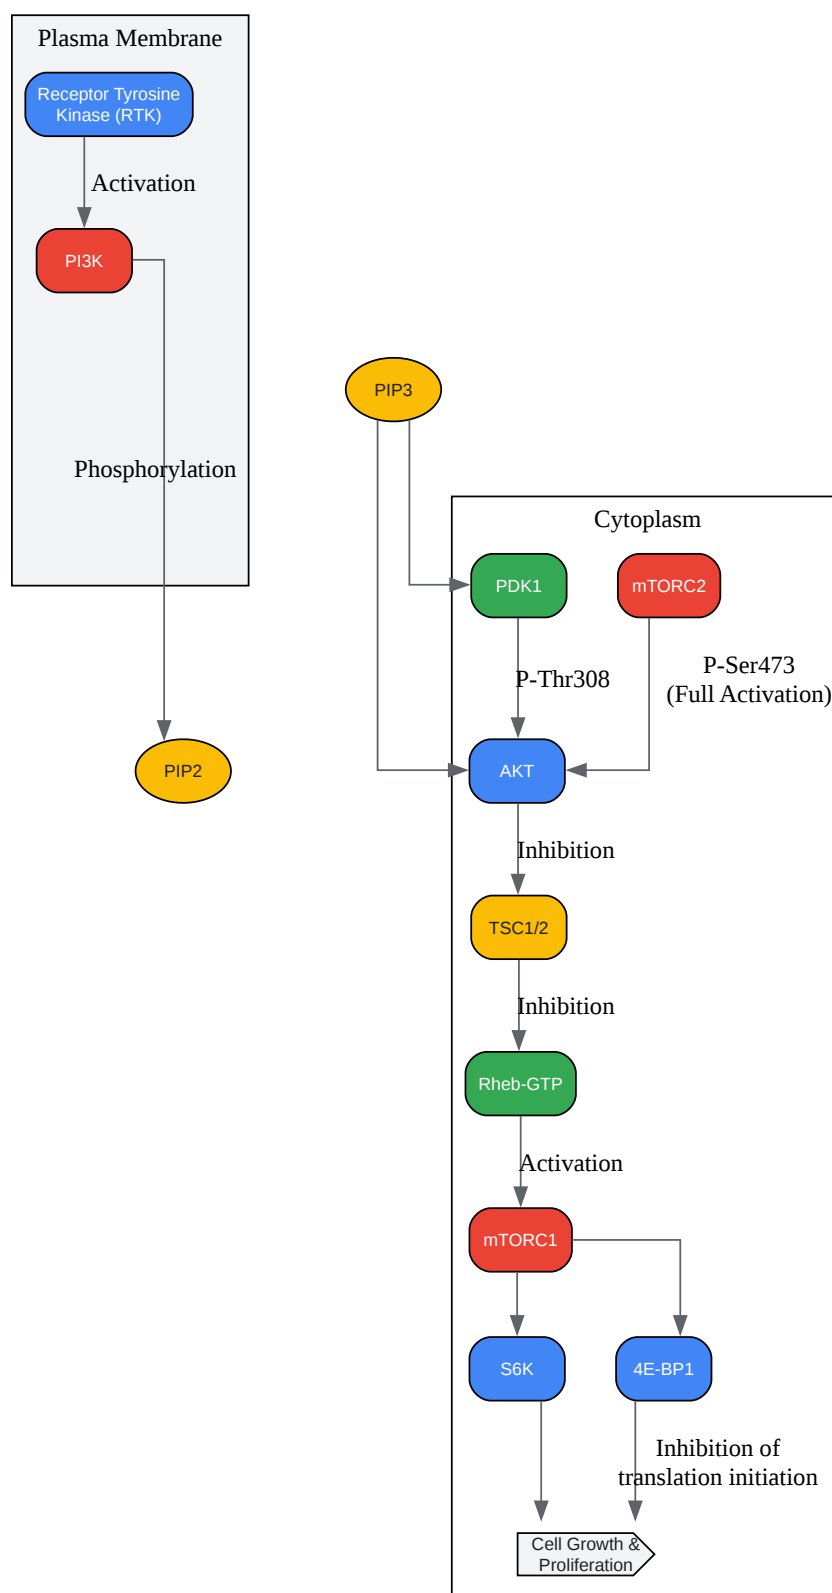 Plasma Membrane
Receptor Tyrosine
Kinase (RTK)
Activation
PI3K
PIP3
Phosphorylation
Cytoplasm
PDK1
mTORC2
P-Thr308
P-Ser473
(Full Activation)
PIP2
AKT
Inhibition
TSC1/2
Inhibition
Rheb-GTP
Activation
mTORC1
S6K
4E-BP1
Inhibition of
translation initiation
Cell Growth &
Proliferation